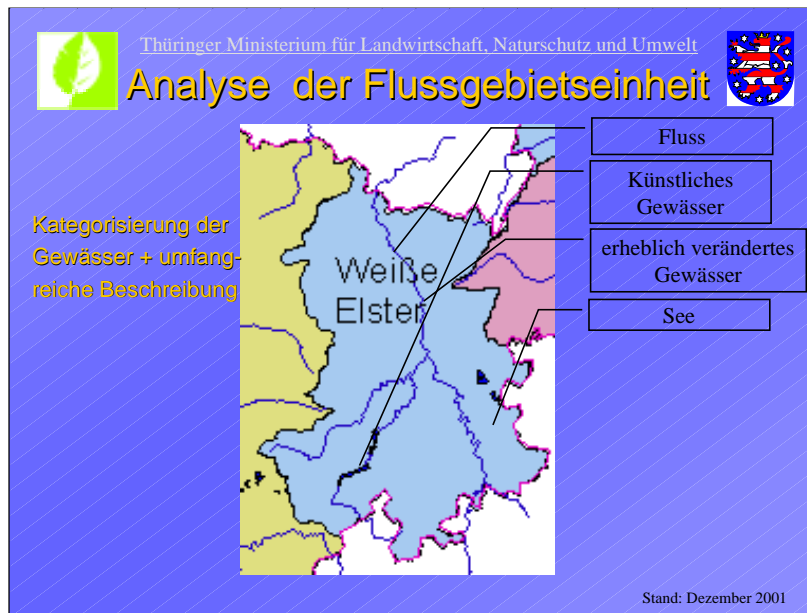 Thüringer Ministerium für Landwirtschaft, Naturschutz und Umwelt
Analyse der Flussgebietseinheit
Kategorisierung der
Gewässer + umfang-
reiche Beschreibung
Weiße
Elster
Fluss
Künstliches
Gewässer
erheblich verändertes
Gewässer
See
Stand: Dezember 2001